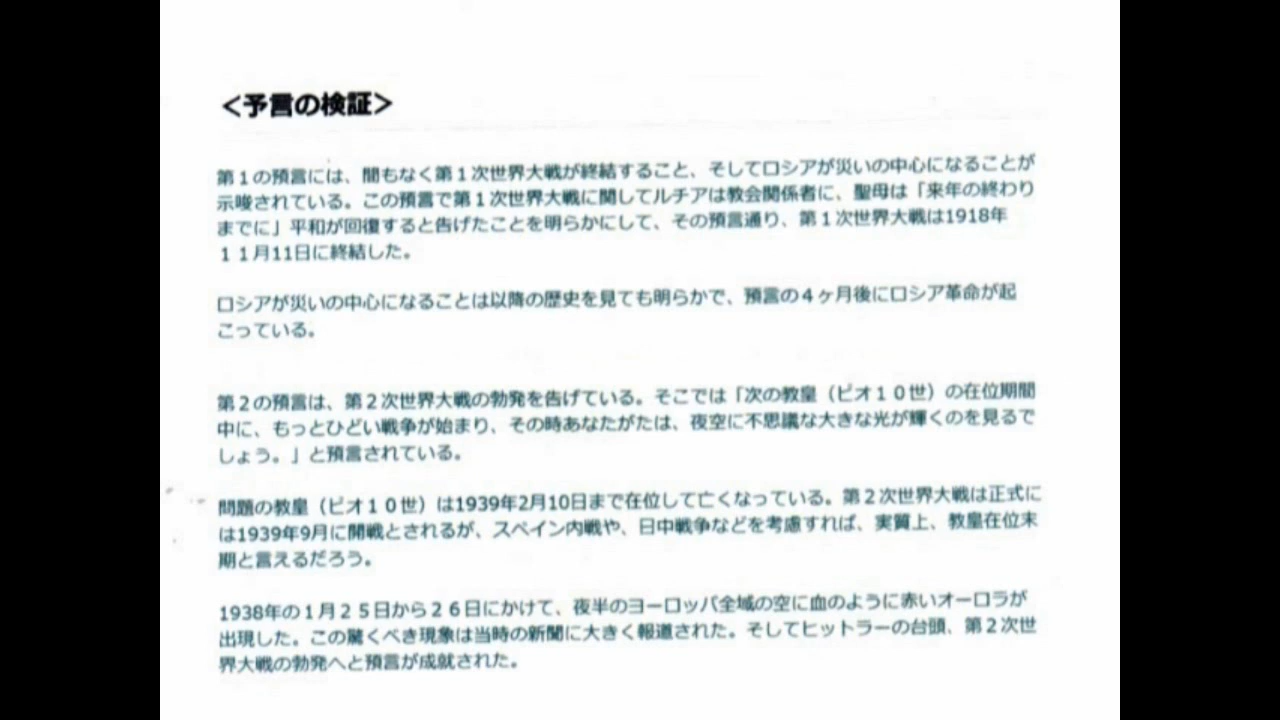 ＜予言の検証＞
第１の預言には、間もなく第１次世界大戦が終結すること、そしてロシアが災いの中心になることが
示唆されている。この預言で第１次世界大戦に関してルチアは教会関係者に、聖母は「来年の終わり
までに」平和が回復すると告げたことを明らかにして、その預言通り、第１次世界大戦は1918年
１１月11日に終結した。
ロシアが災いの中心になることは以降の歴史を見ても明らかで、預言の４ヶ月後にロシア革命が起
こっている。
第２の預言は、第２次世界大戦の勃発を告げている。そこでは「次の教皇（ピオ１０世）の在位期間
中に、もっとひどい戦争が始まり、その時あなたがたは、夜空に不思議な大きな光が輝くのを見るで
しょう。」と預言されている。
問題の教皇（ピオ１０世）は1939年2月10日まで在位して亡くなっている。第２次世界大戦は正式に
は1939年9月に開戦とされるが、スペイン内戦や、日中戦争などを考慮すれば、実質上、教皇在位末
期と言えるだろう。
1938年の１月２５日から２６日にかけて、夜半のヨーロッパ全域の空に血のように赤いオーロラが
出現した。この驚くべき現象は当時の新聞に大きく報道された。そしてヒットラーの台頭、第２次世
界大戦の勃発へと預言が成就された。